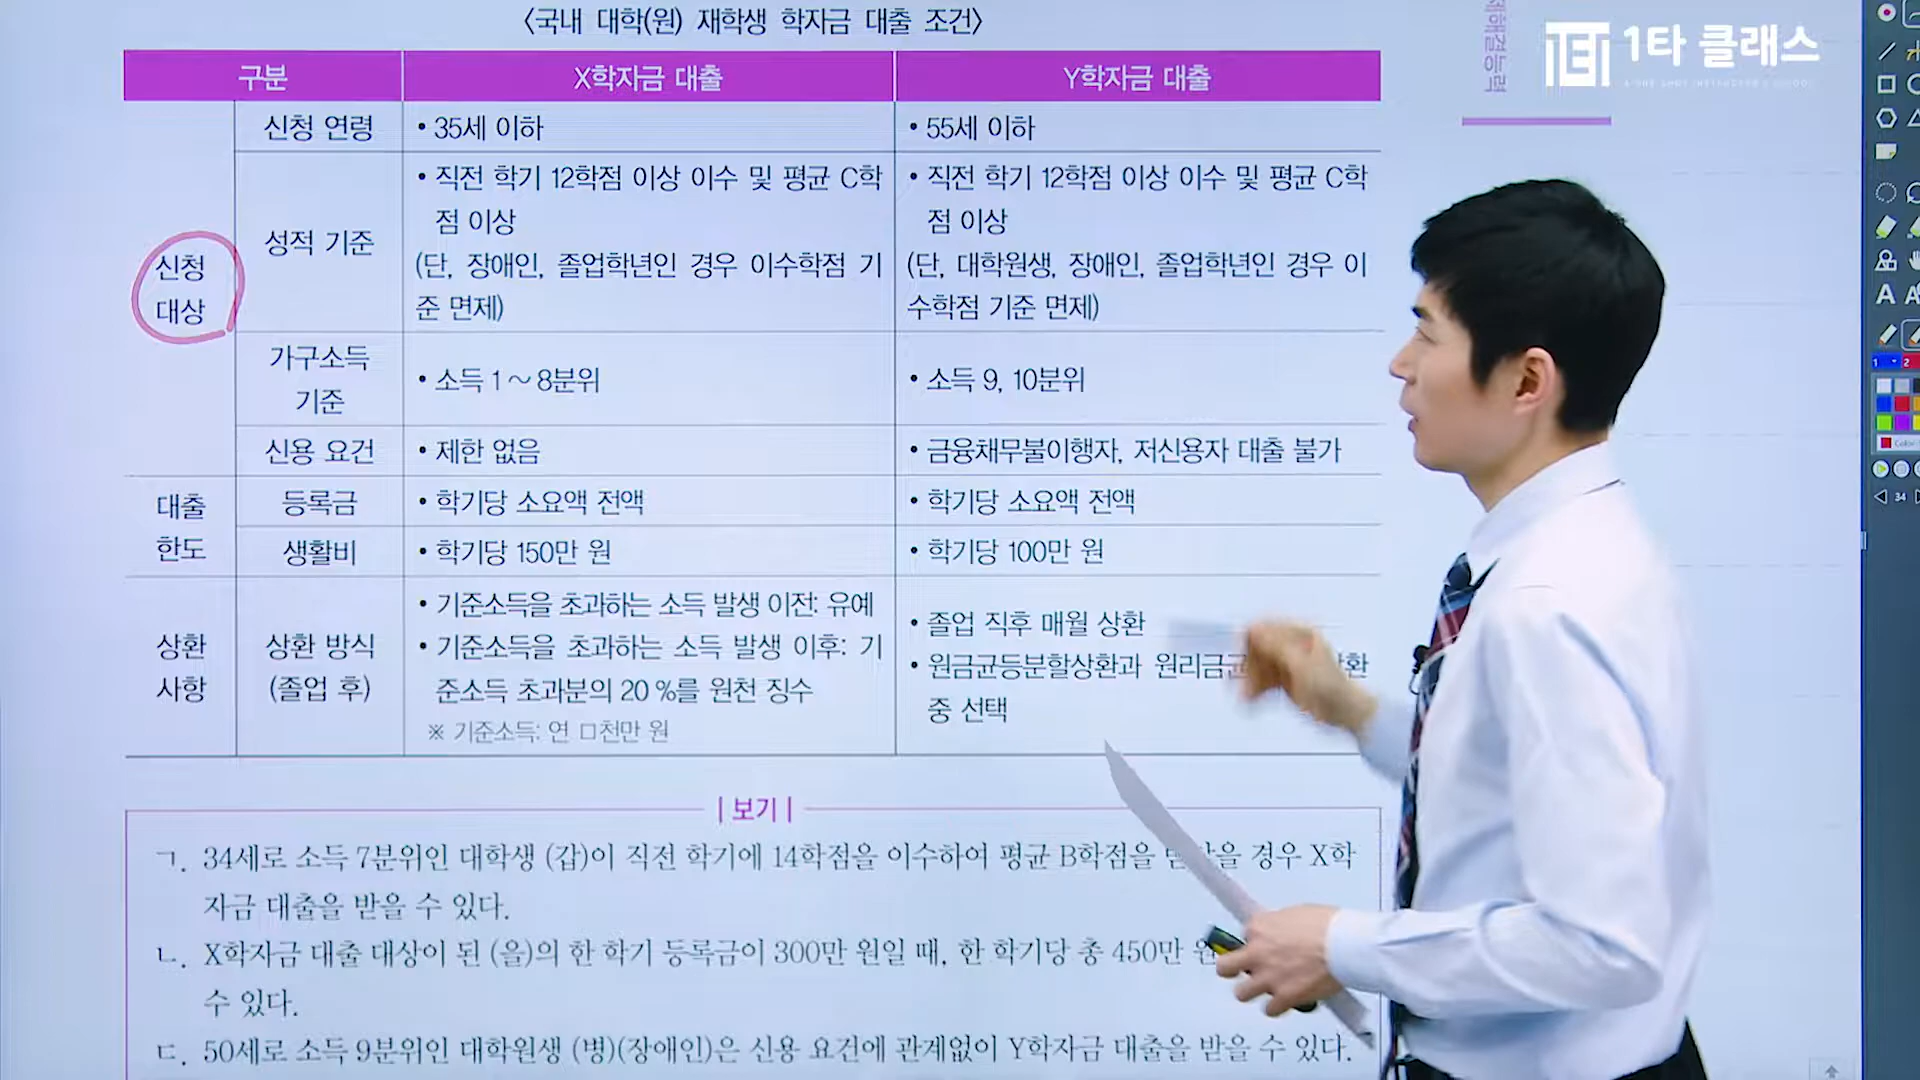 〈국내 대학(원) 재학생 학자금 대출 조건〉
구분
X학자금 대출
Y학자금 대출
신청
대상
신청 연령
• 35세 이하
• 55세 이하
성적 기준
• 직전 학기 12학점 이상 이수 및 평균 C학
점 이상
(단, 장애인, 졸업학년인 경우 이수학점 기
준 면제)
• 직전 학기 12학점 이상 이수 및 평균 C학
점 이상
(단, 대학원생, 장애인, 졸업학년인 경우 이
수학점 기준 면제)
가구소득
기준
• 소득 1～8분위
• 소득 9, 10분위
신용 요건
• 제한 없음
• 금융채무불이행자, 저신용자 대출 불가
대출
한도
등록금
• 학기당 소요액 전액
• 학기당 소요액 전액
생활비
• 학기당 150만 원
• 학기당 100만 원
상환
사항
상환 방식
(졸업 후)
• 기준소득을 초과하는 소득 발생 이전: 유예
• 기준소득을 초과하는 소득 발생 이후: 기
준소득 초과분의 20 %를 원천 징수
※ 기준소득: 연 □천만 원
• 졸업 직후 매월 상환
• 원금균등분할상환과
중 선택
| 보기 |
ㄱ. 34세로 소득 7분위인 대학생 (갑)이 직전 학기에 14학점을 이수하여 평균 B학점을 경우 X학
자금 대출을 받을 수 있다.
ㄴ. X학자금 대출 대상이 된 (을)의 한 학기 등록금이 300만 원일 때, 한 학기당 총 450만
수 있다.
ㄷ. 50세로 소득 9분위인 대학원생 (병)(장애인)은 신용 요건에 관계없이 Y학자금 대출을 받을 수 있다.
1타 클래스
34